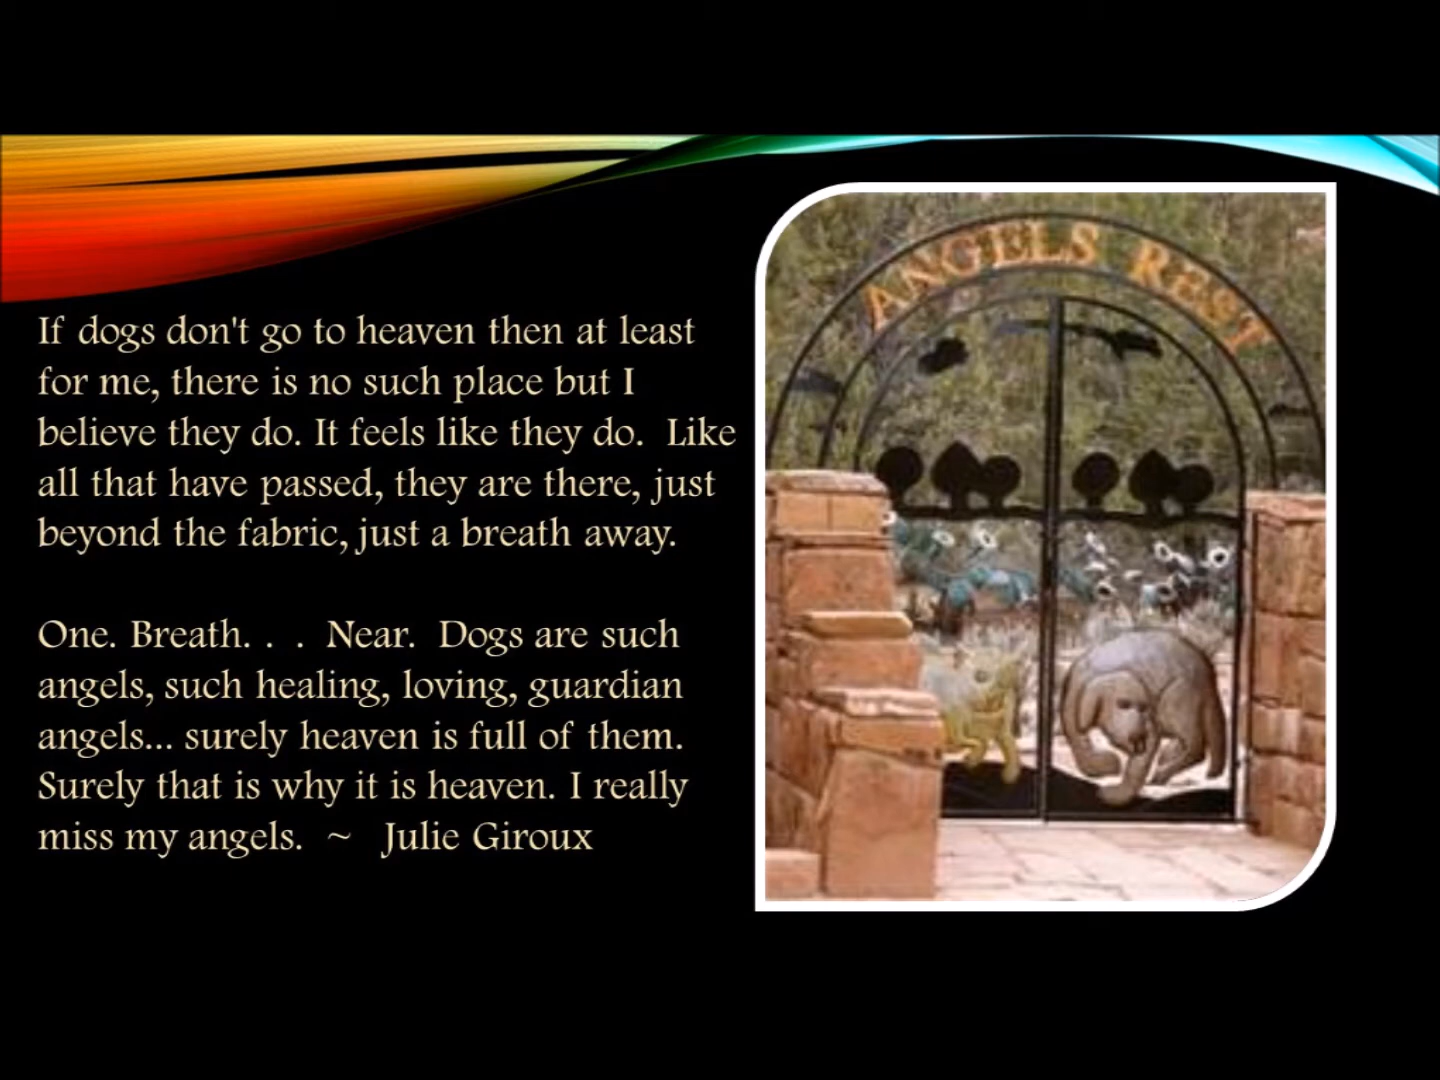 ANGELS REST
If dogs don't go to heaven then at least
for me, there is no such place but I
believe they do. It feels like they do.  Like
all that have passed, they are there, just
beyond the fabric, just a breath away.
One. Breath. . .  Near.  Dogs are such
angels, such healing, loving, guardian
angels... surely heaven is full of them.
Surely that is why it is heaven. I really
miss my angels.  ~   Julie Giroux